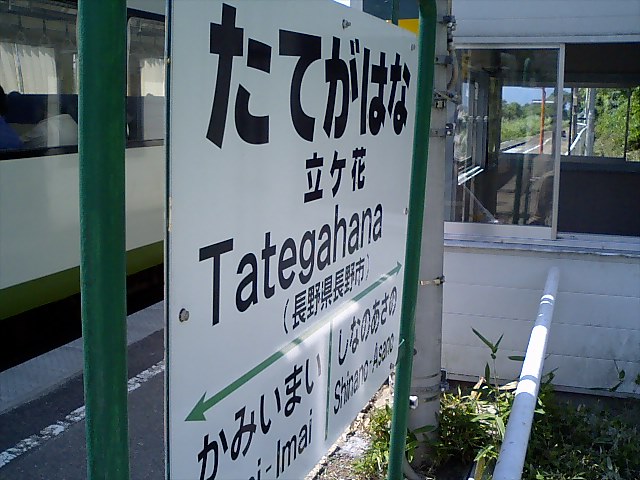 たてがはな
立ケ花
Tategahana
(長野県長野市)
しなのあさの
Shinano-Asano
かみいまい
i-Imai